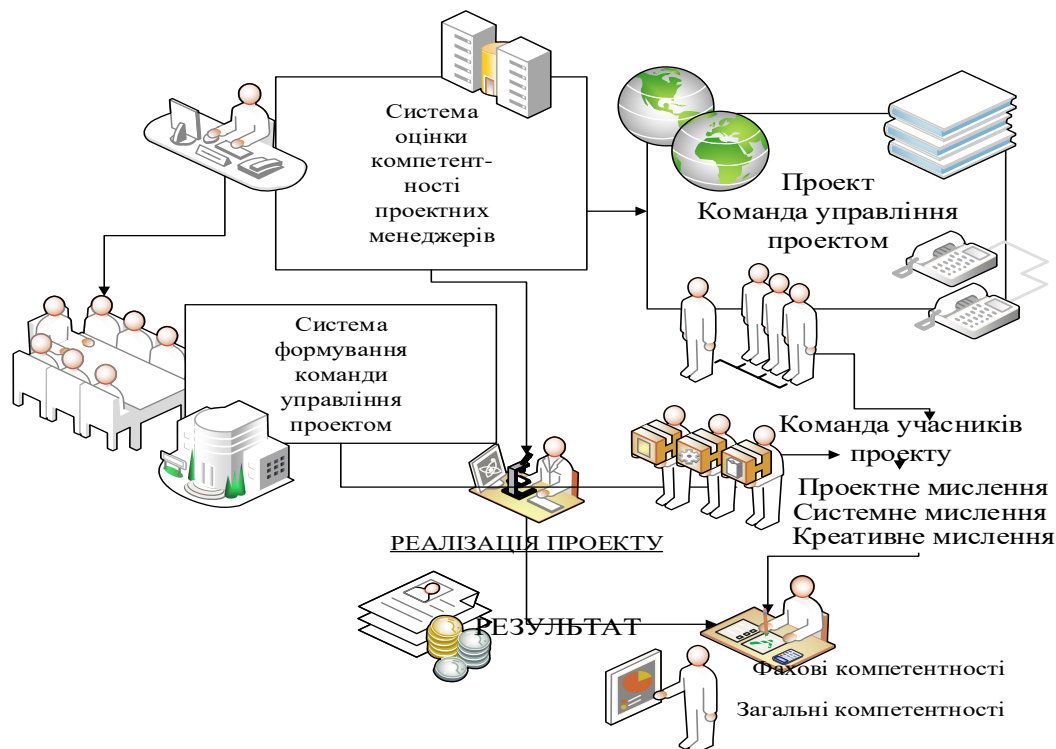 Система
оцінки
компетент-
ності
проектних
менеджерів
Проект
Команда управління
проектом
Система
формування
команди
управління
проектом
Команда учасників
проекту
Проектне мислення
Системне мислення
Креативне мислення
РЕАЛІЗАЦІЯ ПРОЕКТУ
РЕЗУЛЬТАТ
Фахові компетентності
Загальні компетентності